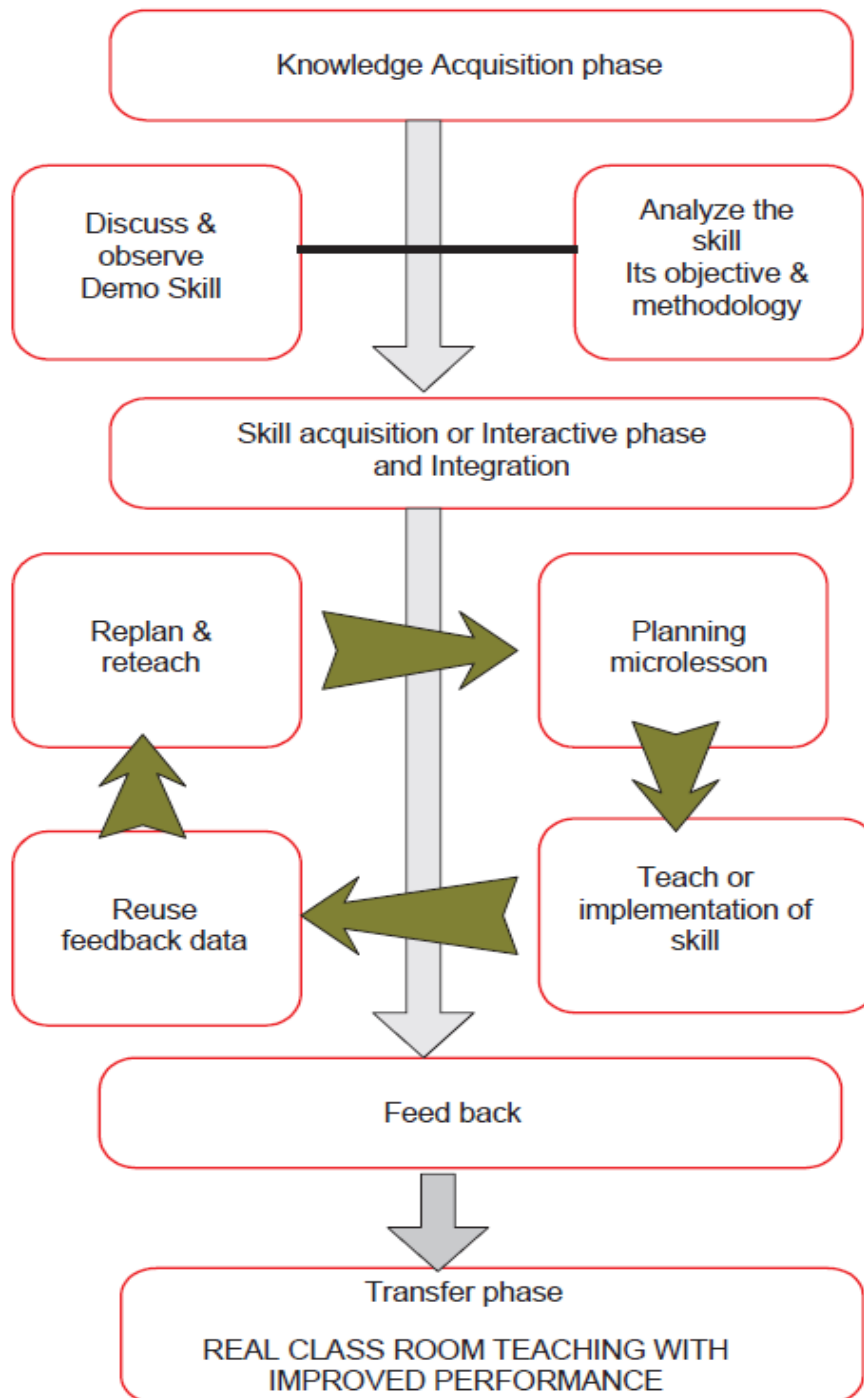 Knowledge Acquisition phase
Discuss &
observe
Demo Skill
Analyze the
skill
Its objective &
methodology
Skill acquisition or Interactive phase
and Integration
Replan &
reteach
Planning
microlesson
Reuse
feedback data
Teach or
implementation of
skill
Feed back
Transfer phase
REAL CLASS ROOM TEACHING WITH
IMPROVED PERFORMANCE